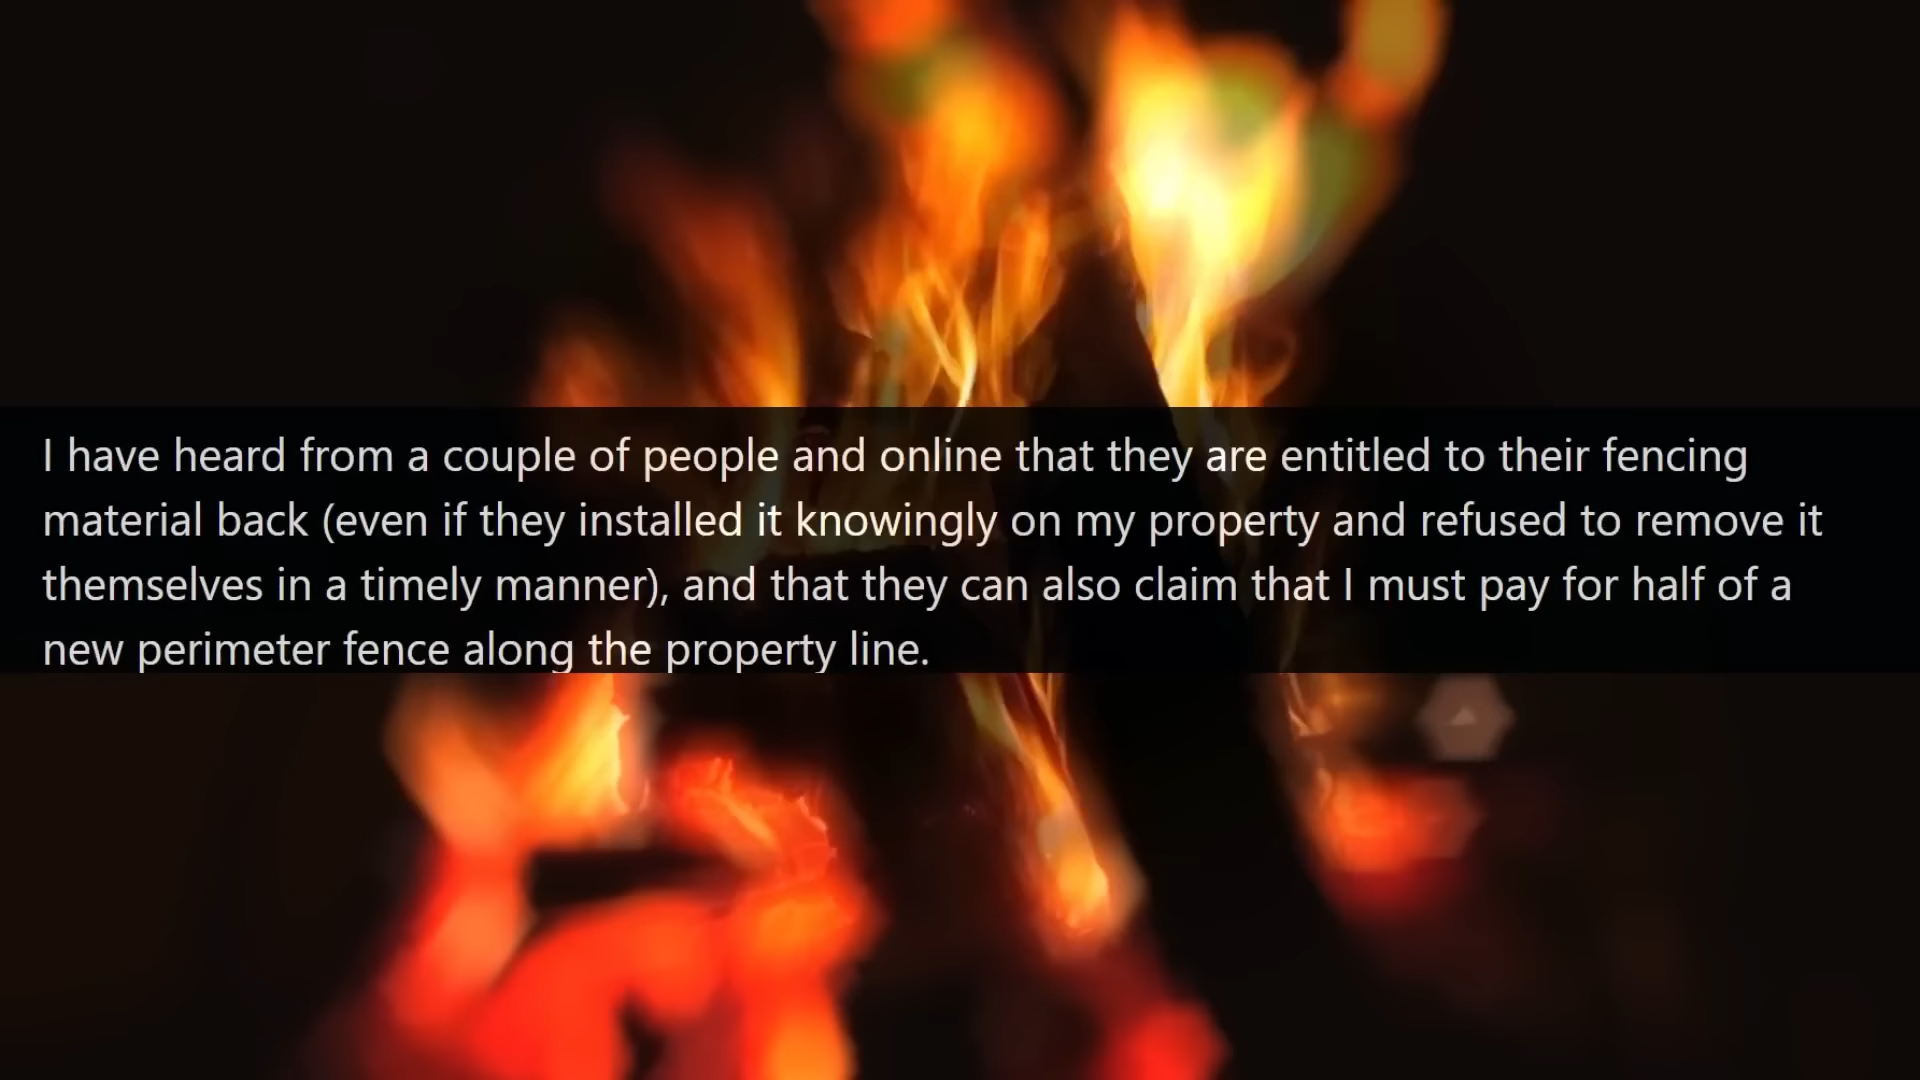 I have heard from a couple of people and online that they are entitled to their fencing
material back (even if they installed it knowingly on my property and refused to remove it
themselves in a timely manner), and that they can also claim that I must pay for half of a
new perimeter fence along the property line.